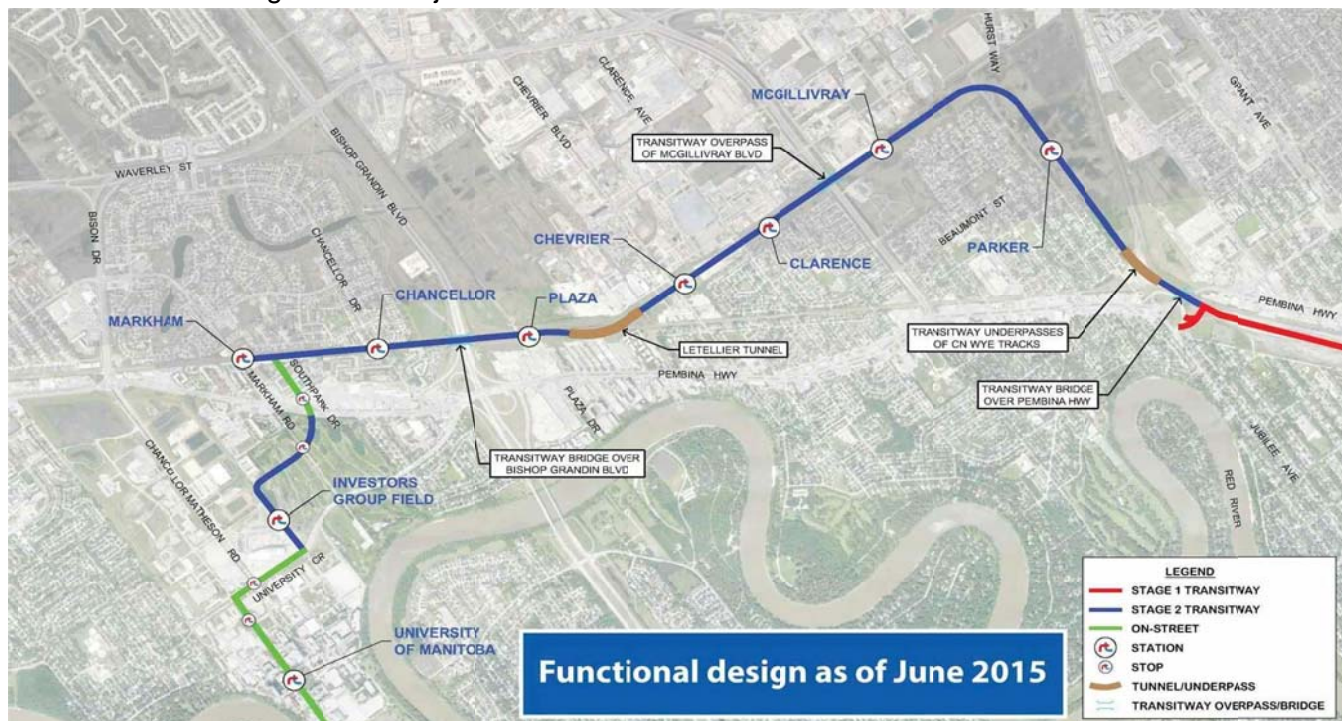 HURST WAY
GRANT AVE
CLARENCE AVE
CHEVRIER BLVD
MCGILLIVRAY
TRANSITWAY OVERPASS
OF MCGILLIVRAY BLVD
BISHOP GRANDIN BLVD
WAVERLEY ST
BISON DR
BEAUMONT ST
PARKER
CHANCELLOR DR
CHEVRIER
CLARENCE
CHANCELLOR
PLAZA
MARKHAM
PEMBINA HWY
LETELLIER TUNNEL
TRANSITWAY UNDERPASSES
OF CN WYE TRACKS
PEMBINA HWY
SOUTHPARK DR
MARKHAM RD
PLAZA DR
TRANSITWAY BRIDGE
OVER PEMBINA HWY
JUBILEE AVE
TRANSITWAY BRIDGE OVER
BISHOP GRANDIN BLVD
CHANCELLOR MATHESON RD
INVESTORS
GROUP FIELD
RED RIVER
UNIVERSITY CR
UNIVERSITY
OF MANITOBA
Functional design as of June 2015
LEGEND
STAGE 1 TRANSITWAY
STAGE 2 TRANSITWAY
ON-STREET
STATION
STOP
TUNNEL/UNDERPASS
TRANSITWAY OVERPASS/BRIDGE